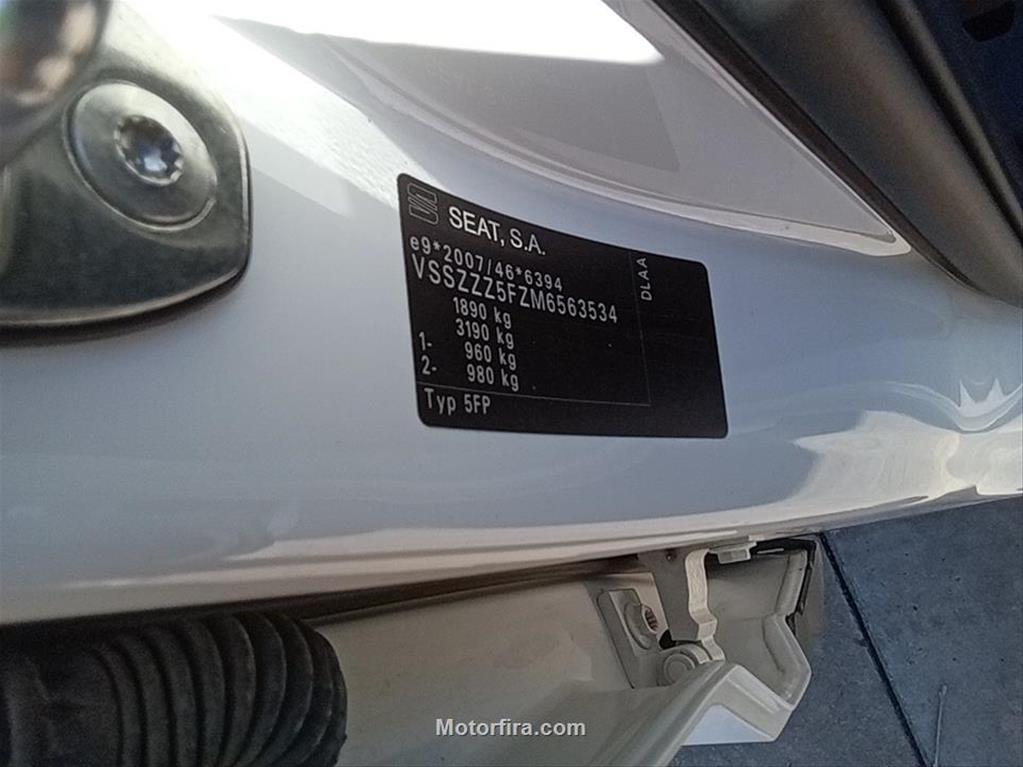 SEAT, S.A.
e9*2007/46*6394
VSSZZZ5FZM6563534
1890 kg
3190 kg
1- 960 kg
2- 980 kg
Typ 5FP
DLAA
Motorfira.com